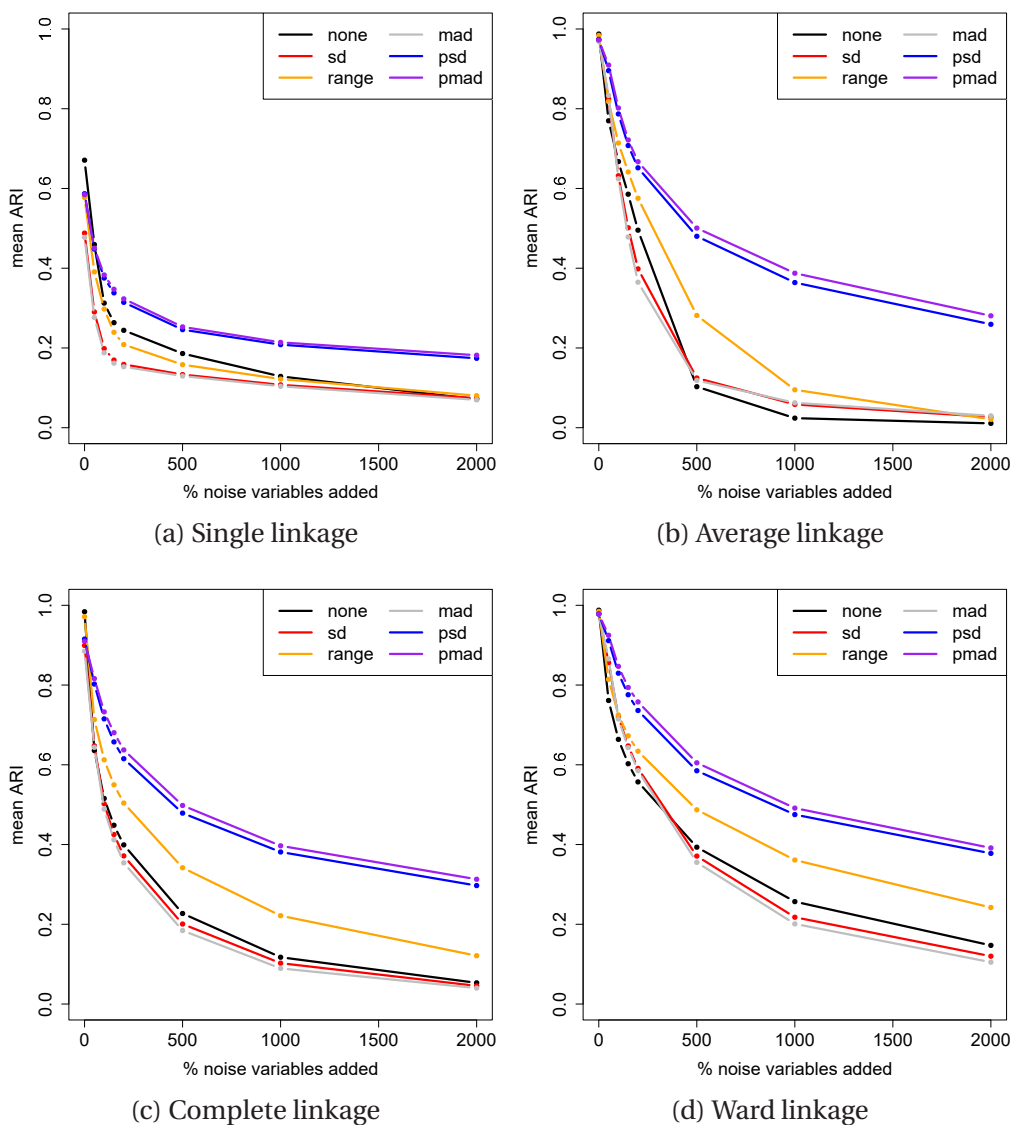 none
sd
range
mad
psd
pmad
mean ARI
0.0
0.2
0.4
0.6
0.8
1.0
0
500
1000
1500
2000
% noise variables added
(a) Single linkage
none
sd
range
mad
psd
pmad
mean ARI
0.0
0.2
0.4
0.6
0.8
1.0
0
500
1000
1500
2000
% noise variables added
(b) Average linkage
none
sd
range
mad
psd
pmad
mean ARI
0.0
0.2
0.4
0.6
0.8
1.0
0
500
1000
1500
2000
% noise variables added
(c) Complete linkage
none
sd
range
mad
psd
pmad
mean ARI
0.0
0.2
0.4
0.6
0.8
1.0
0
500
1000
1500
2000
% noise variables added
(d) Ward linkage